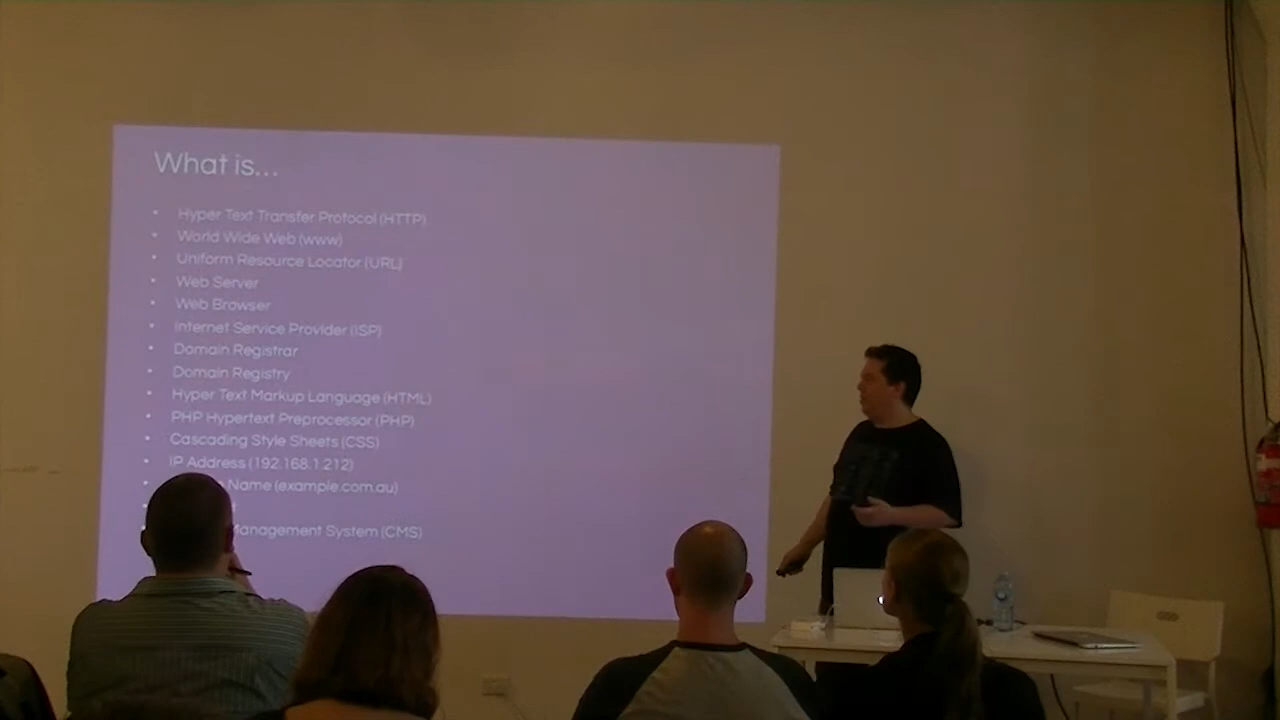 What is...
• Hyper Text Transfer Protocol (HTTP)
• World Wide Web (www)
• Uniform Resource Locator (URL)
• Web Server
• Web Browser
• Internet Service Provider (ISP)
• Domain Registrar
• Domain Registry
• Hyper Text Markup Language (HTML)
• PHP Hypertext Preprocessor (PHP)
• Cascading Style Sheets (CSS)
• IP Address (192.168.1.212)
• Name (example.com.au)
• Management System (CMS)